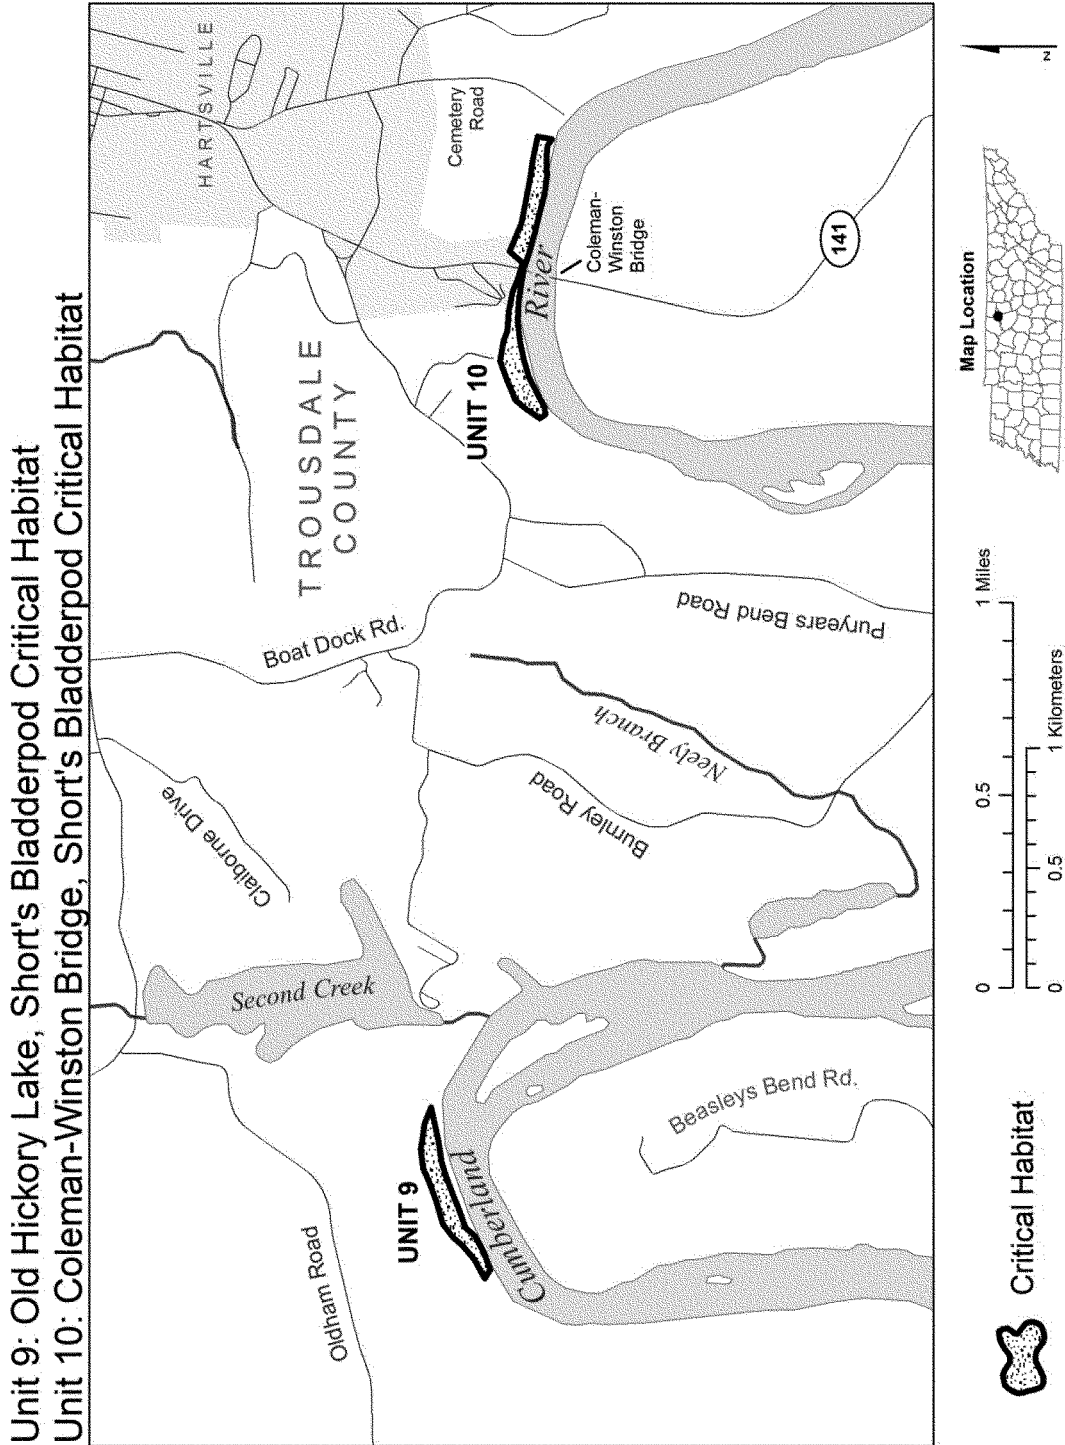 Unit 9: Old Hickory Lake, Short's Bladderpod Critical Habitat
Unit 10: Coleman-Winston Bridge, Short's Bladderpod Critical Habitat
HARTSVILLE
Cemetery
Road
TROUSDALE
COUNTY
Claiborne Drive
Boat Dock Rd.
Second Creek
Oldham Road
UNIT 9
UNIT 10
River
Coleman-
Winston
Bridge
141
Cumberland
Burnley Road
Neely Branch
Puryears Bend Road
Beasleys Bend Rd.
Critical Habitat
0 0.5 1 Miles
0 0.5 1 Kilometers
Map Location
N